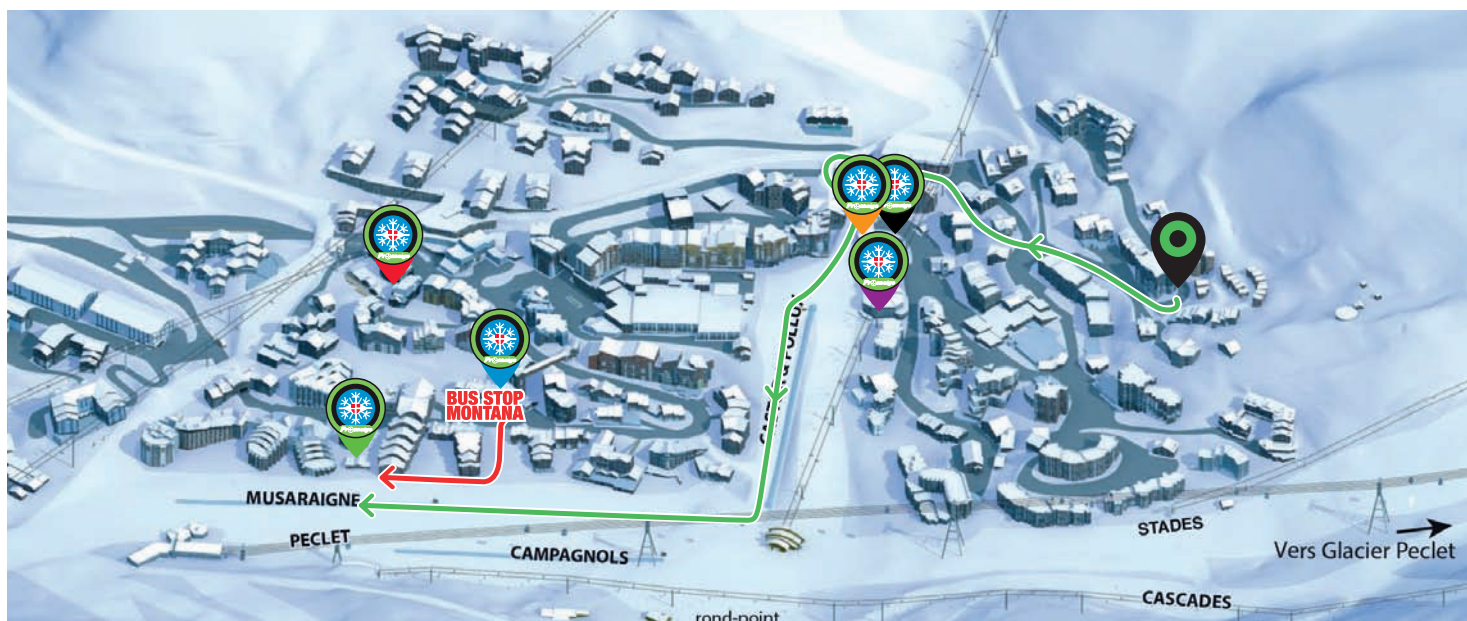 BUS STOP
MONTANA
MUSARAIGNE
PECLET
CAMPAGNOLS
STADES
Vers Glacier Peclet
CASCADES
rond-point